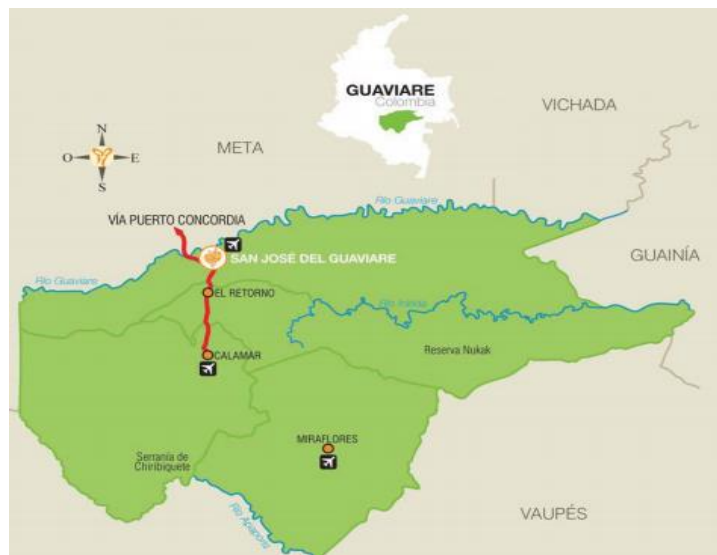 GUAVIARE
Colombia
VICHADA
META
N
O
E
S
Río Guaviare
VÍA PUERTO CONCORDIA
SAN JOSÉ DEL GUAVIARE
GUAINÍA
Río Guaviare
EL RETORNO
Río Inírida
Reserva Nukak
CALAMAR
MIRAFLORES
Serranía de
Chiribiquete
Río Apaporis
VAUPÉS